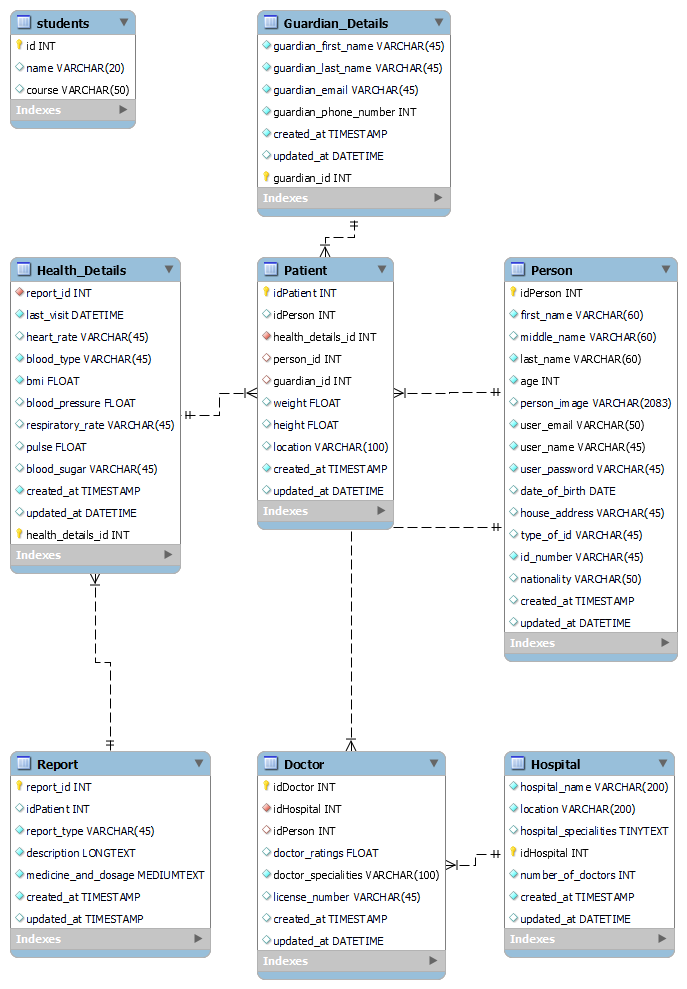 students
id INT
name VARCHAR(20)
course VARCHAR(50)
Indexes
Guardian_Details
guardian_first_name VARCHAR(45)
guardian_last_name VARCHAR(45)
guardian_email VARCHAR(45)
guardian_phone_number INT
created_at TIMESTAMP
updated_at DATETIME
guardian_id INT
Indexes
Health_Details
report_id INT
last_visit DATETIME
heart_rate VARCHAR(45)
blood_type VARCHAR(45)
bmi FLOAT
blood_pressure FLOAT
respiratory_rate VARCHAR(45)
pulse FLOAT
blood_sugar VARCHAR(45)
created_at TIMESTAMP
updated_at DATETIME
health_details_id INT
Indexes
Patient
idPatient INT
idPerson INT
health_details_id INT
person_id INT
guardian_id INT
weight FLOAT
height FLOAT
location VARCHAR(100)
created_at TIMESTAMP
updated_at DATETIME
Indexes
Person
idPerson INT
first_name VARCHAR(60)
middle_name VARCHAR(60)
last_name VARCHAR(60)
age INT
person_image VARCHAR(2083)
user_email VARCHAR(50)
user_name VARCHAR(45)
user_password VARCHAR(45)
date_of_birth DATE
house_address VARCHAR(45)
type_of_id VARCHAR(45)
id_number VARCHAR(45)
nationality VARCHAR(50)
created_at TIMESTAMP
updated_at DATETIME
Indexes
Report
report_id INT
idPatient INT
report_type VARCHAR(45)
description LONGTEXT
medicine_and_dosage MEDIUMTEXT
created_at TIMESTAMP
updated_at TIMESTAMP
Indexes
Doctor
idDoctor INT
idHospital INT
idPerson INT
doctor_ratings FLOAT
doctor_specialities VARCHAR(100)
license_number VARCHAR(45)
created_at TIMESTAMP
updated_at DATETIME
Indexes
Hospital
hospital_name VARCHAR(200)
location VARCHAR(200)
hospital_specialities TINYTEXT
idHospital INT
number_of_doctors INT
created_at TIMESTAMP
updated_at DATETIME
Indexes